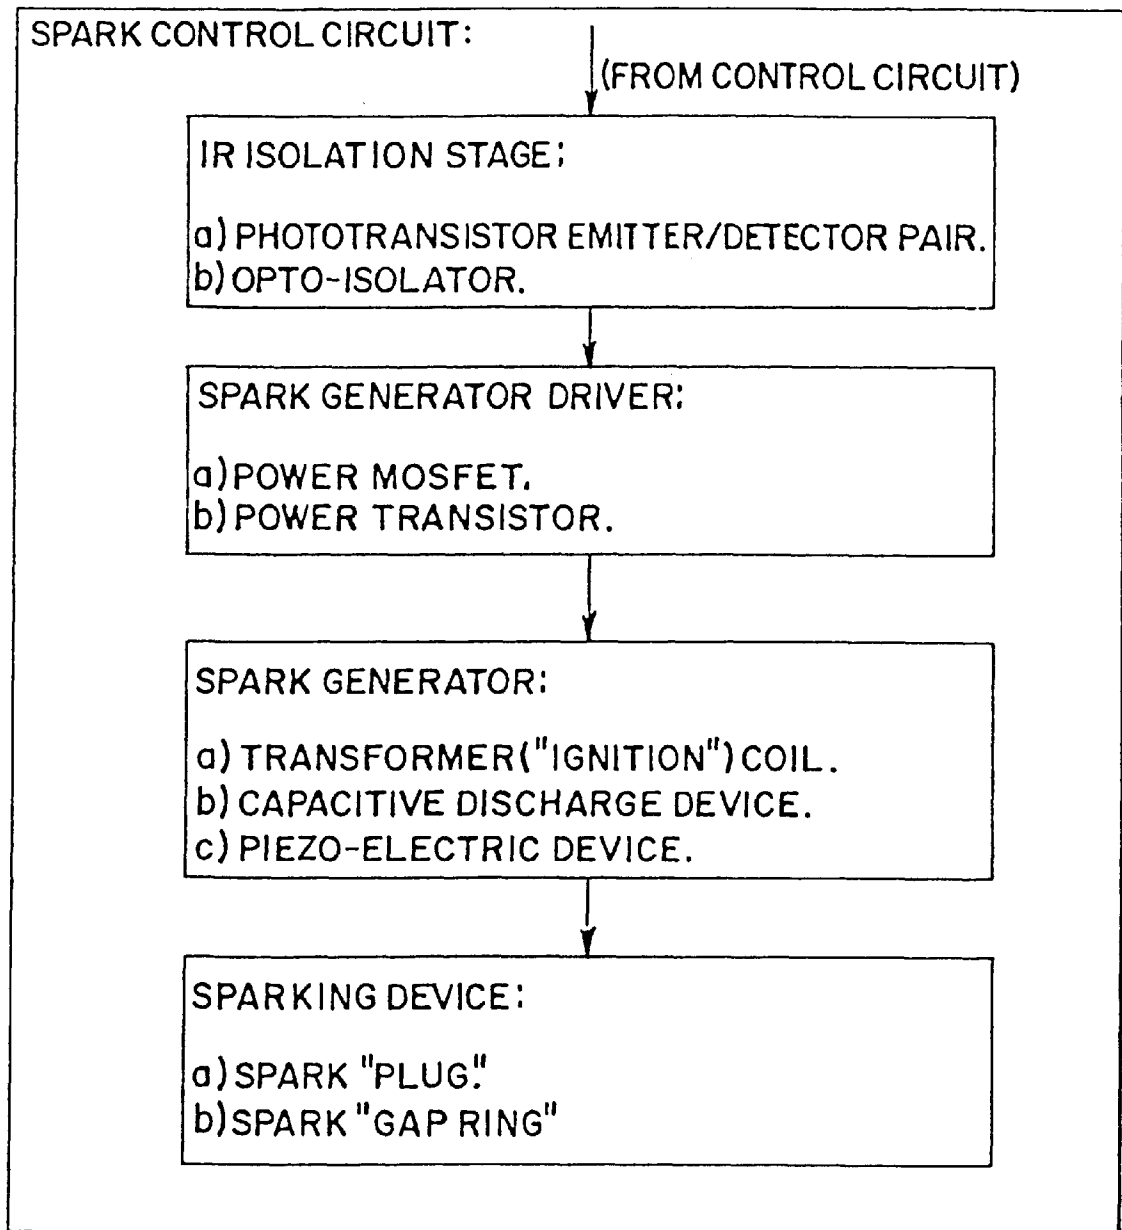 SPARK CONTROL CIRCUIT:
(FROM CONTROL CIRCUIT)
IR ISOLATION STAGE:
a) PHOTOTRANSISTOR EMITTER/DETECTOR PAIR.
b) OPTO-ISOLATOR.
SPARK GENERATOR DRIVER:
a) POWER MOSFET.
b) POWER TRANSISTOR.
SPARK GENERATOR:
a) TRANSFORMER ("IGNITION") COIL.
b) CAPACITIVE DISCHARGE DEVICE.
c) PIEZO-ELECTRIC DEVICE.
SPARKING DEVICE:
a) SPARK "PLUG."
b) SPARK "GAP RING"